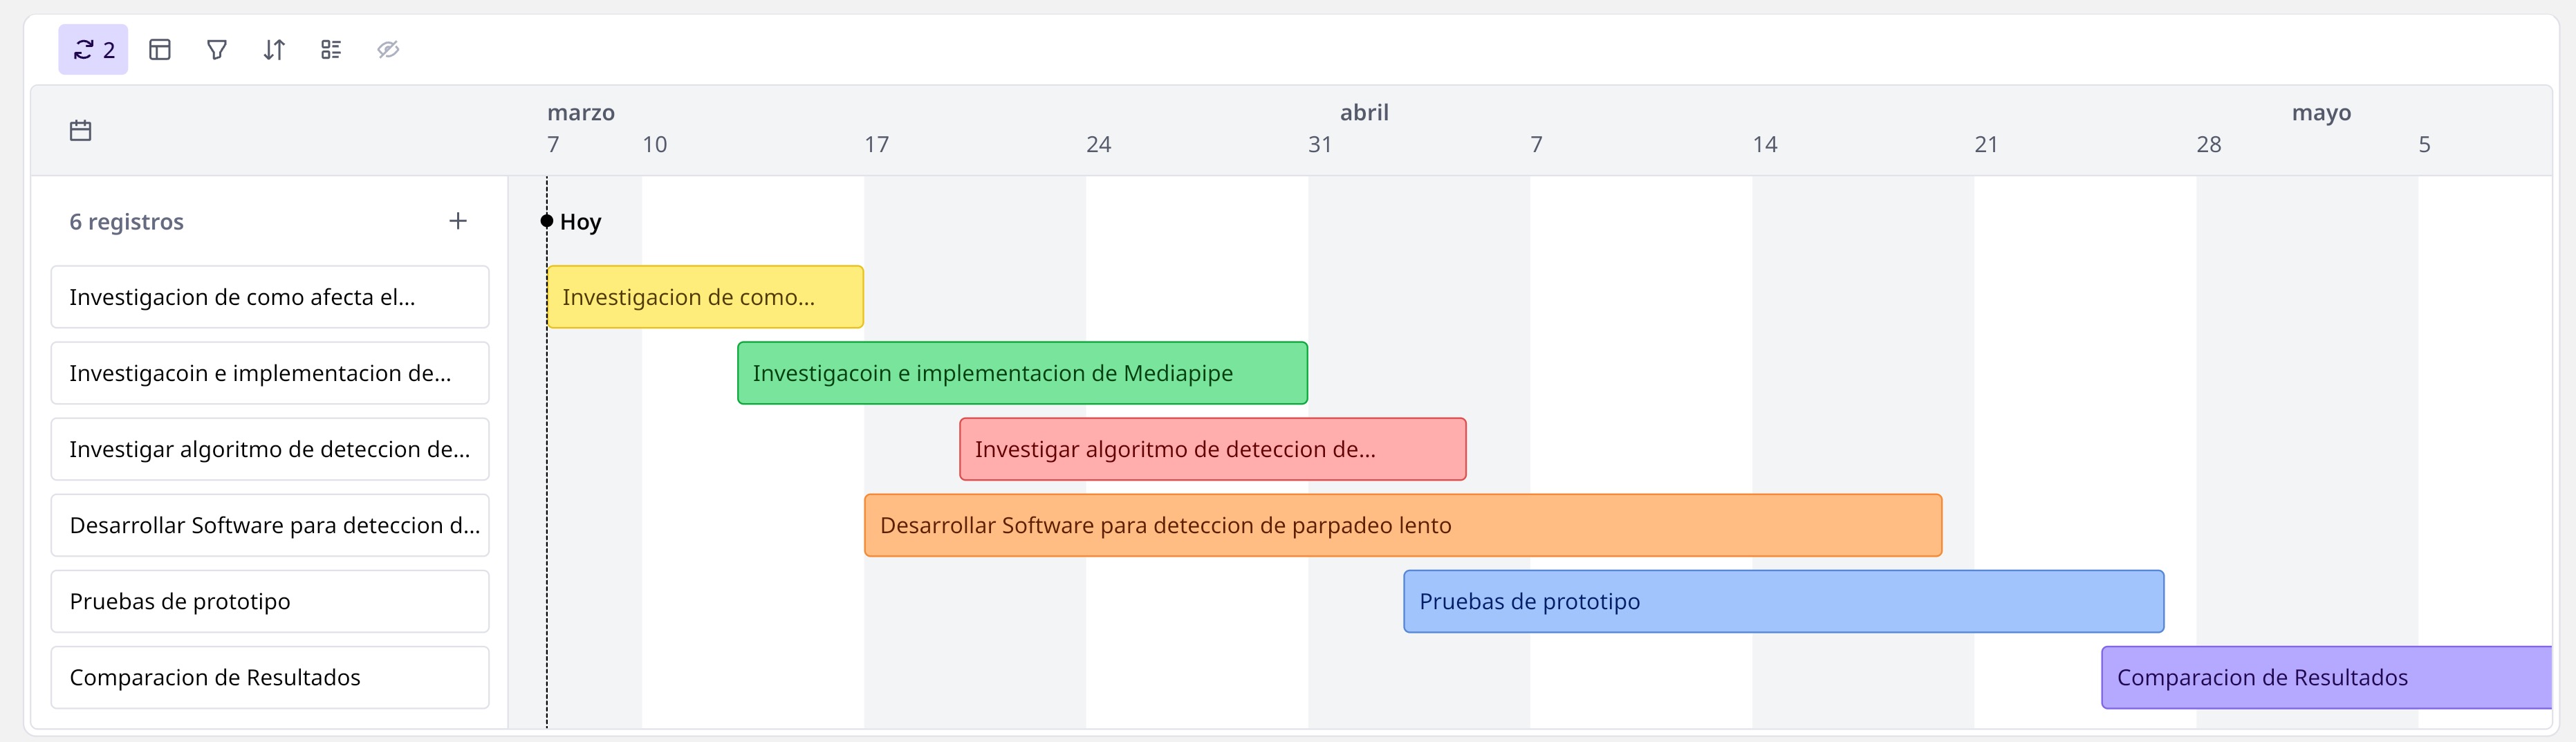 2
marzo abril mayo
7 10 17 24 31 7 14 21 28 5
6 registros
Hoy
Investigacion de como afecta el...
Investigacion de como...
Investigacoin e implementacion de...
Investigacoin e implementacion de Mediapipe
Investigar algoritmo de deteccion de...
Investigar algoritmo de deteccion de...
Desarrollar Software para deteccion d...
Desarrollar Software para deteccion de parpadeo lento
Pruebas de prototipo
Pruebas de prototipo
Comparacion de Resultados
Comparacion de Resultados